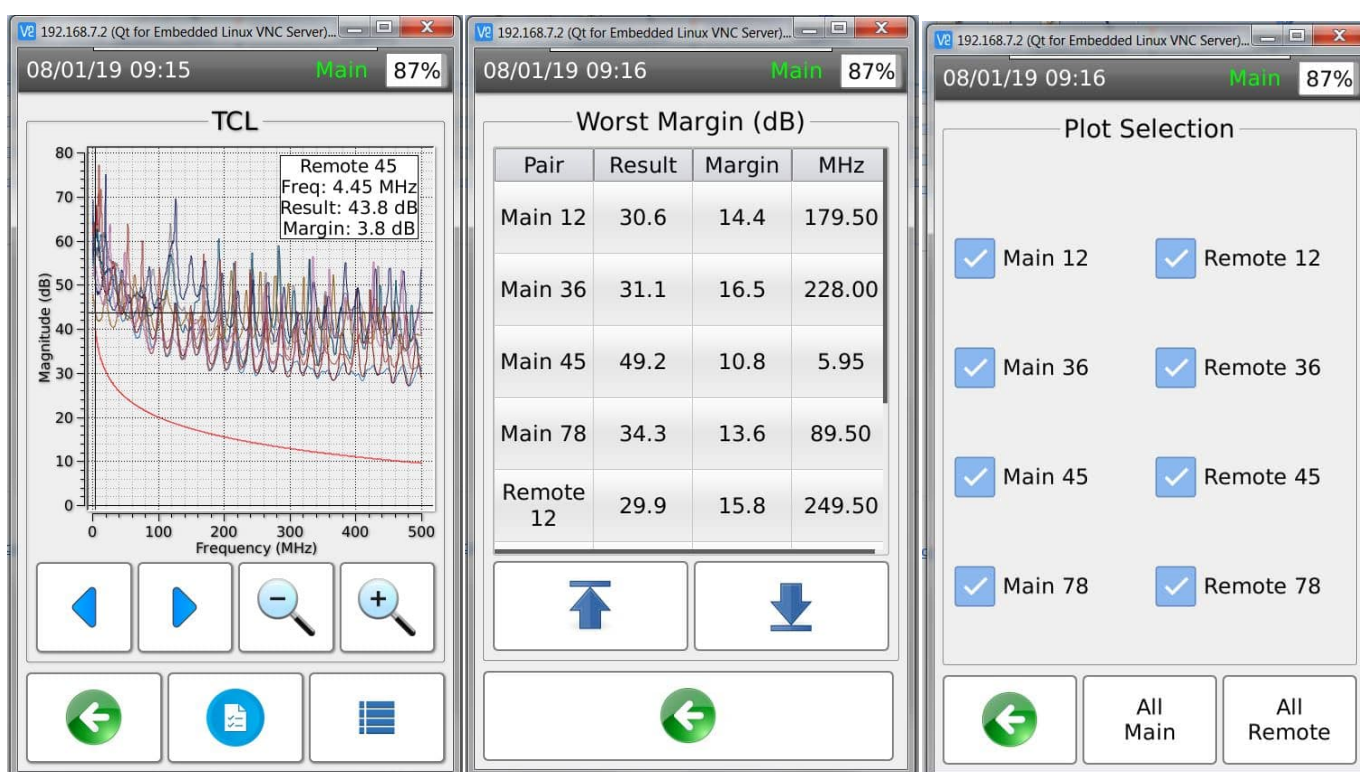 192.168.7.2 (Qt for Embedded Linux VNC Server)...
08/01/19 09:15 Main 87%
TCL
Remote 45
Freq: 4.45 MHz
Result: 43.8 dB
Margin: 3.8 dB
Magnitude (dB)
80
70
60
50
40
30
20
10
0
0 100 200 300 400 500
Frequency (MHz)
192.168.7.2 (Qt for Embedded Linux VNC Server)...
08/01/19 09:16 Main 87%
Worst Margin (dB)
Pair Result Margin MHz
Main 12 30.6 14.4 179.50
Main 36 31.1 16.5 228.00
Main 45 49.2 10.8 5.95
Main 78 34.3 13.6 89.50
Remote 12 29.9 15.8 249.50
192.168.7.2 (Qt for Embedded Linux VNC Server)...
08/01/19 09:16 Main 87%
Plot Selection
Main 12 Remote 12
Main 36 Remote 36
Main 45 Remote 45
Main 78 Remote 78
All Main
All Remote